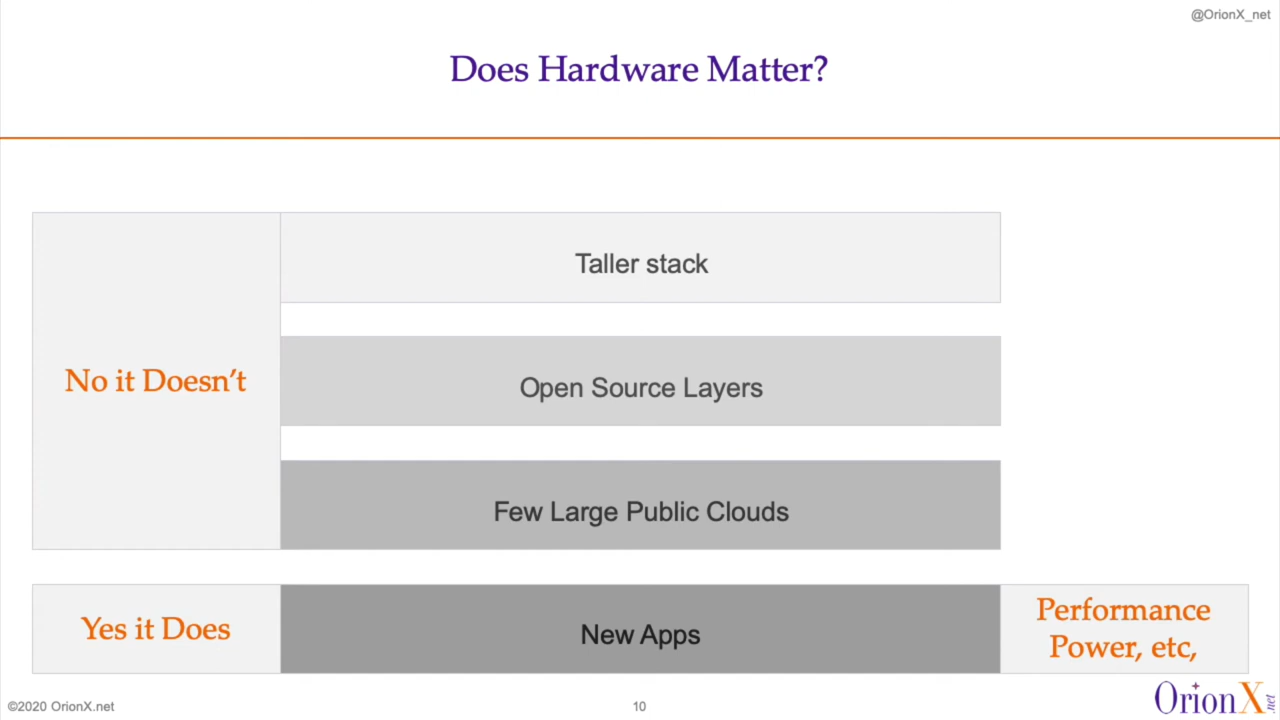 @OrionX_net
Does Hardware Matter?
No it Doesn’t
Taller stack
Open Source Layers
Few Large Public Clouds
Yes it Does
New Apps
Performance
Power, etc,
©2020 OrionX.net
10
OrionX.net